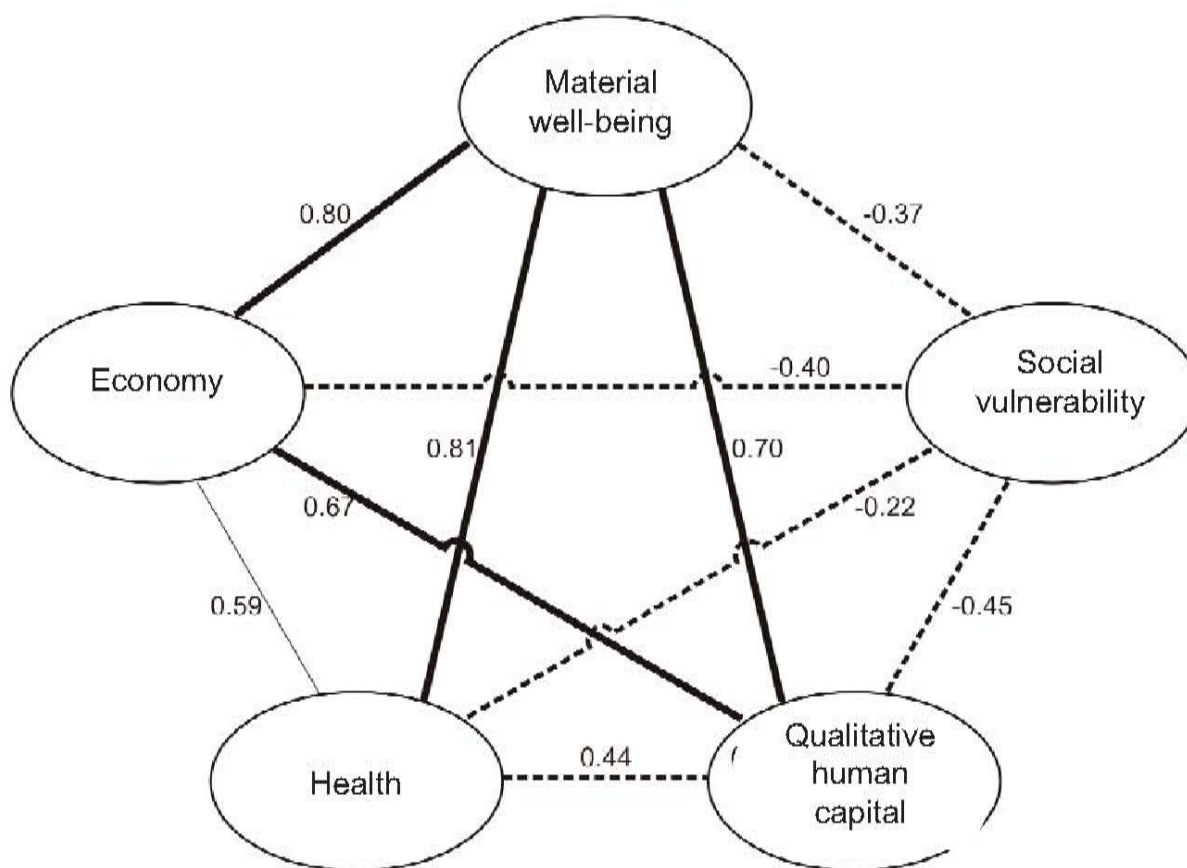 Material
well-being
0.80
-0.37
Economy
-0.40
Social
vulnerability
0.81
0.70
0.67
-0.22
0.59
-0.45
Health
0.44
Qualitative
human
capital